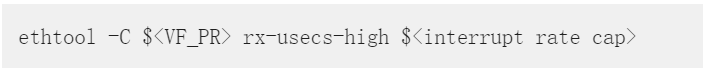 ethtool -C $<VF_PR> rx-usecs-high $<interrupt rate cap>